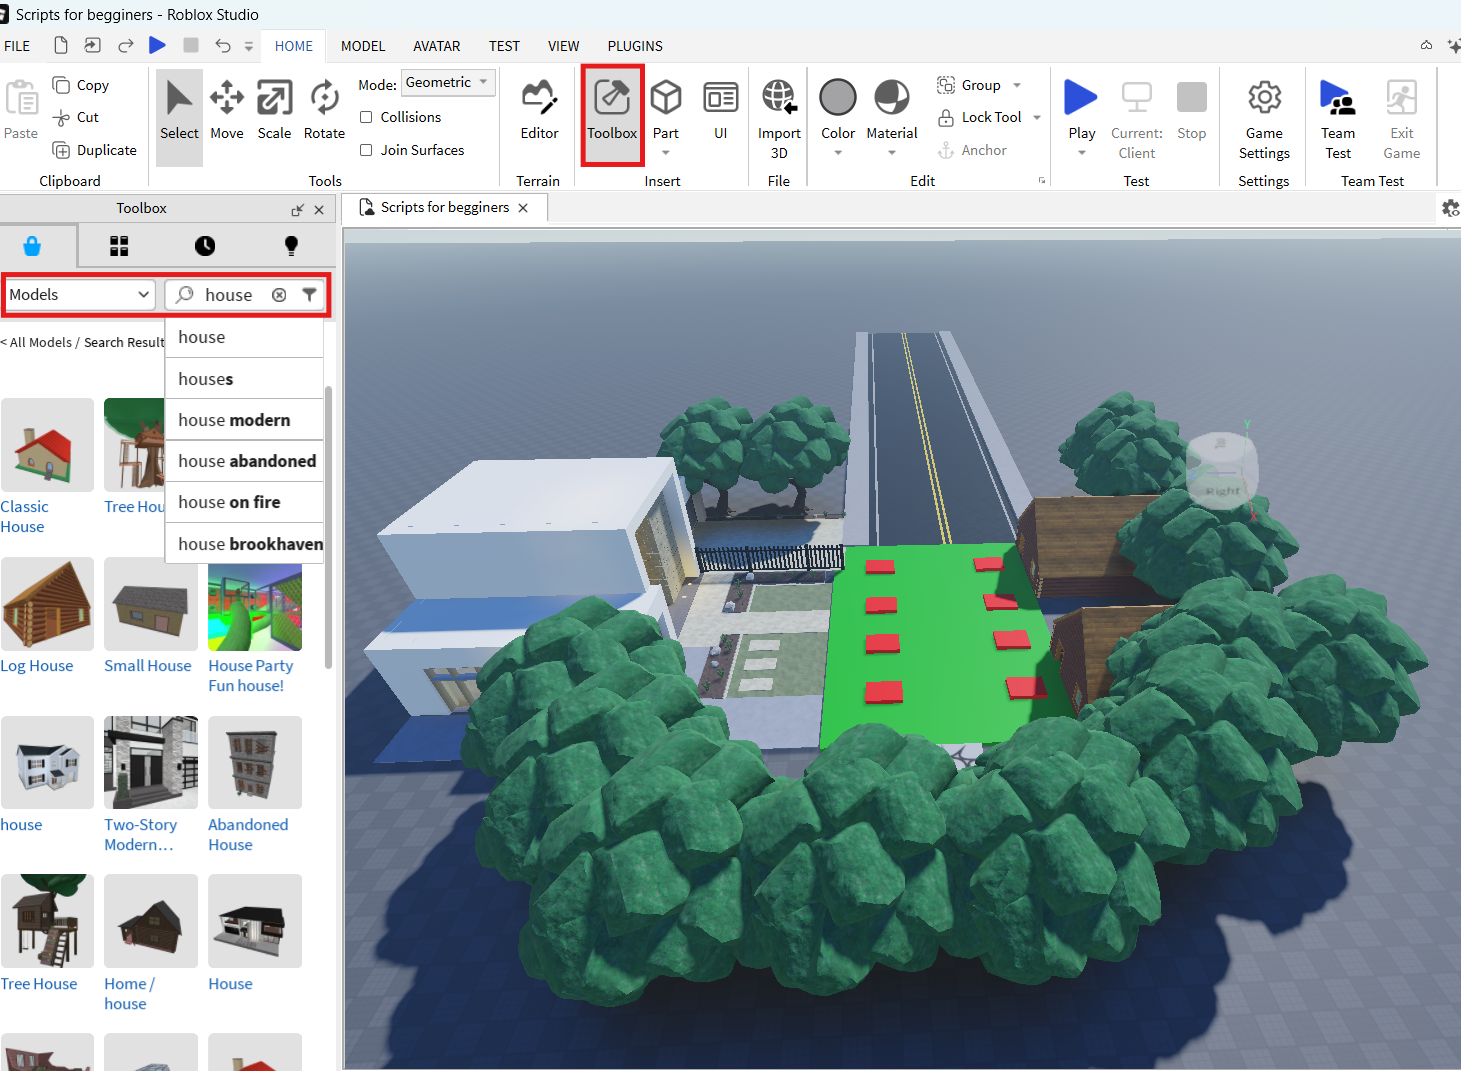 Scripts for begginers - Roblox Studio
FILE HOME MODEL AVATAR TEST VIEW PLUGINS
Paste
Copy
Cut
Duplicate
Clipboard
Select Move Scale Rotate
Mode: Geometric
Collisions
Join Surfaces
Tools
Editor
Terrain
Toolbox Part UI
Insert
Import
3D
File
Color Material
Group
Lock Tool
Anchor
Edit
Play Current:
Client
Stop
Test
Game
Settings
Settings
Team
Test
Exit
Game
Team Test
Toolbox
Scripts for begginers
Models house
< All Models / Search Result
house
houses
house modern
house abandoned
house on fire
house brookhaven
Classic
House
Tree Hou
Log House
Small House
House Party
Fun house!
house
Two-Story
Modern...
Abandoned
House
Tree House
Home /
house
House
Y
Right
X